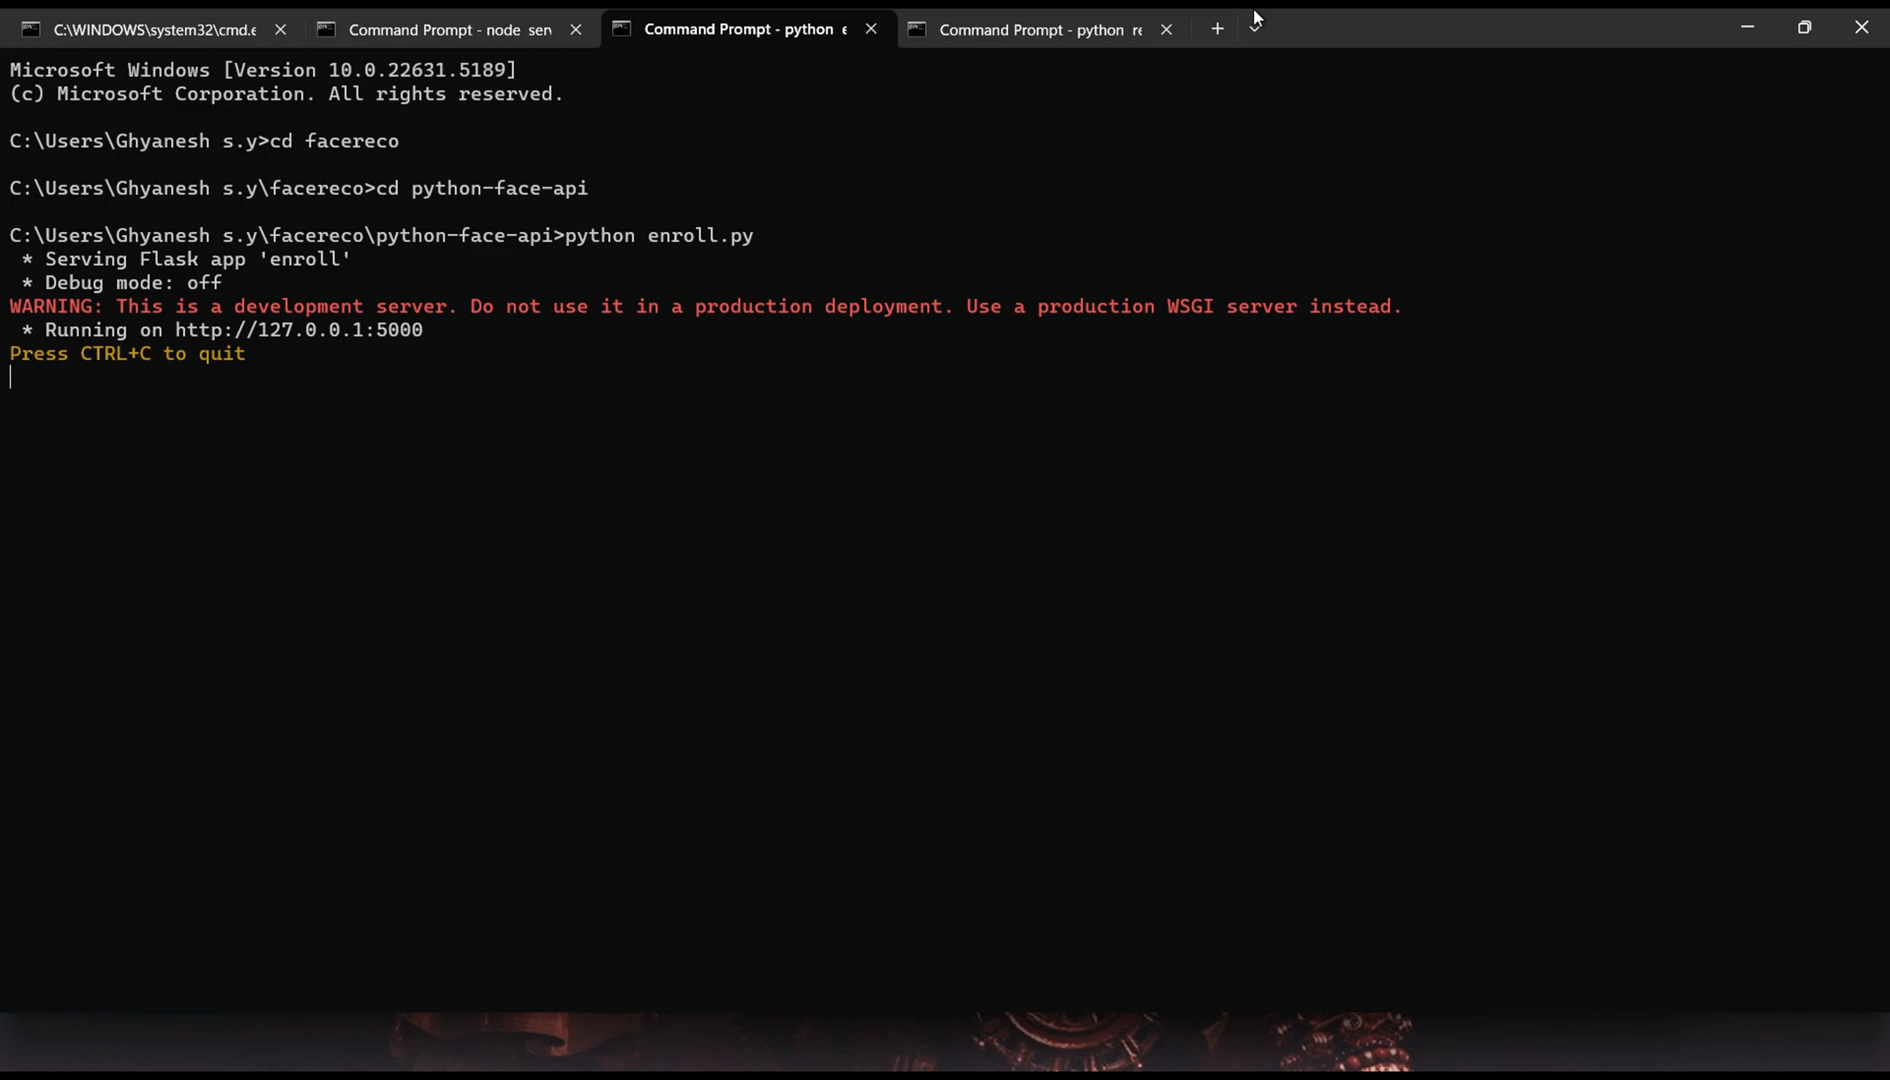 C:\WINDOWS\system32\cmd.e
Command Prompt - node serv
Command Prompt - python e
Command Prompt - python re
Microsoft Windows [Version 10.0.22631.5189]
(c) Microsoft Corporation. All rights reserved.
C:\Users\Ghyanesh s.y>cd facereco
C:\Users\Ghyanesh s.y\facereco>cd python-face-api
C:\Users\Ghyanesh s.y\facereco\python-face-api>python enroll.py
* Serving Flask app 'enroll'
* Debug mode: off
WARNING: This is a development server. Do not use it in a production deployment. Use a production WSGI server instead.
* Running on http://127.0.0.1:5000
Press CTRL+C to quit